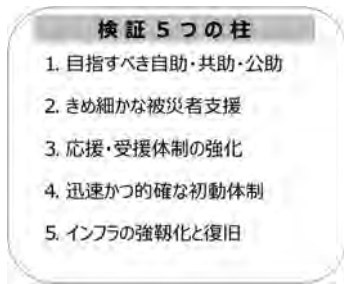 検証５つの柱
1. 目指すべき自助・共助・公助
2. きめ細かな被災者支援
3. 応援・受援体制の強化
4. 迅速かつ的確な初動体制
5. インフラの強靱化と復旧